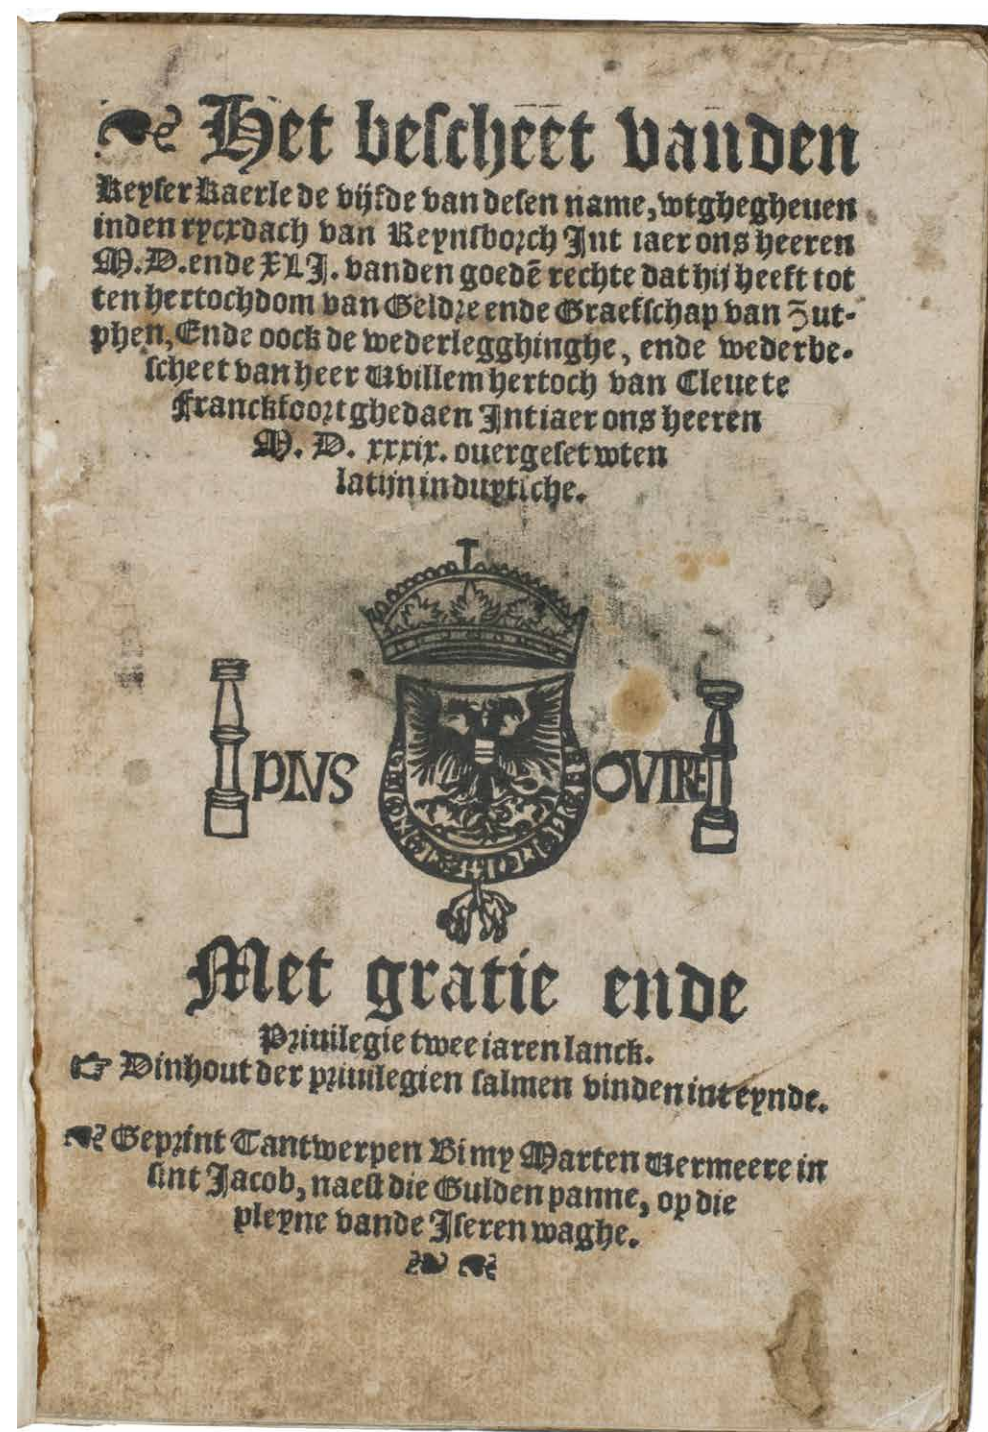 Het bescheet vanden
Keyser Kaerle de vijfde van desen name, wtghegheuen
inden rycxdach van Reynsborch Int iaer ons heeren
M.D. ende XLI. vanden goedē rechte dat hij heeft tot
ten hertochdom van Geldre ende Graefschap van Zut-
phen, Ende oock de wederlegghinghe, ende wederbe-
scheet van heer Wvillem hertoch van Cleue te
Franckfoort ghedaen Int iaer ons heeren
M. D. xxxix. ouergeset wten
latijn in duytsche.
PLVS OVTRE
Met gratie ende
Priuilegie twee iaren lanck.
☞ Dinhout der priuilegien salmen vinden int eynde.
Geprint Tantwerpen Bi my Marten Vermeere in
sint Jacob, naest die Gulden panne, op die
pleyne vande Iseren waghe.